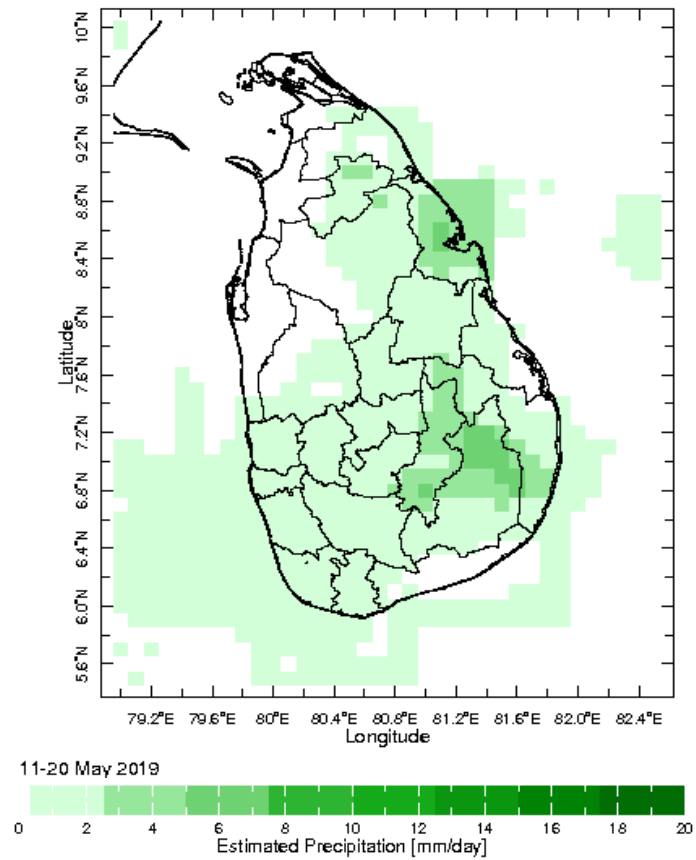 10°N
9.6°N
9.2°N
8.8°N
8.4°N
8°N
7.6°N
7.2°N
6.8°N
6.4°N
6.0°N
5.6°N
Latitude
79.2°E 79.6°E 80°E 80.4°E 80.8°E 81.2°E 81.6°E 82.0°E 82.4°E
Longitude
11-20 May 2019
0 2 4 6 8 10 12 14 16 18 20
Estimated Precipitation [mm/day]